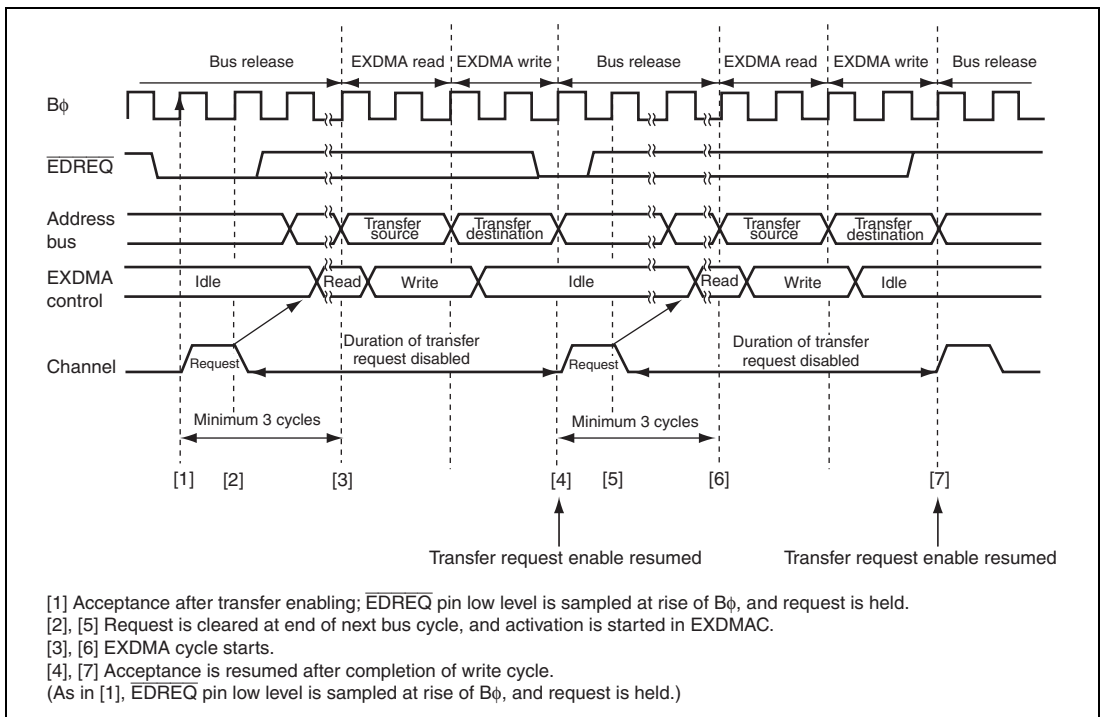 Bus release EXDMA read EXDMA write Bus release EXDMA read EXDMA write Bus release
Bϕ
EDREQ
Address bus
Transfer source
Transfer destination
Transfer source
Transfer destination
EXDMA control
Idle Read Write Idle Read Write Idle
Channel
Request
Duration of transfer request disabled
Request
Duration of transfer request disabled
Minimum 3 cycles Minimum 3 cycles
[1] [2] [3] [4] [5] [6] [7]
Transfer request enable resumed Transfer request enable resumed
[1] Acceptance after transfer enabling; EDREQ pin low level is sampled at rise of Bϕ, and request is held.
[2], [5] Request is cleared at end of next bus cycle, and activation is started in EXDMAC.
[3], [6] EXDMA cycle starts.
[4], [7] Acceptance is resumed after completion of write cycle.
(As in [1], EDREQ pin low level is sampled at rise of Bϕ, and request is held.)